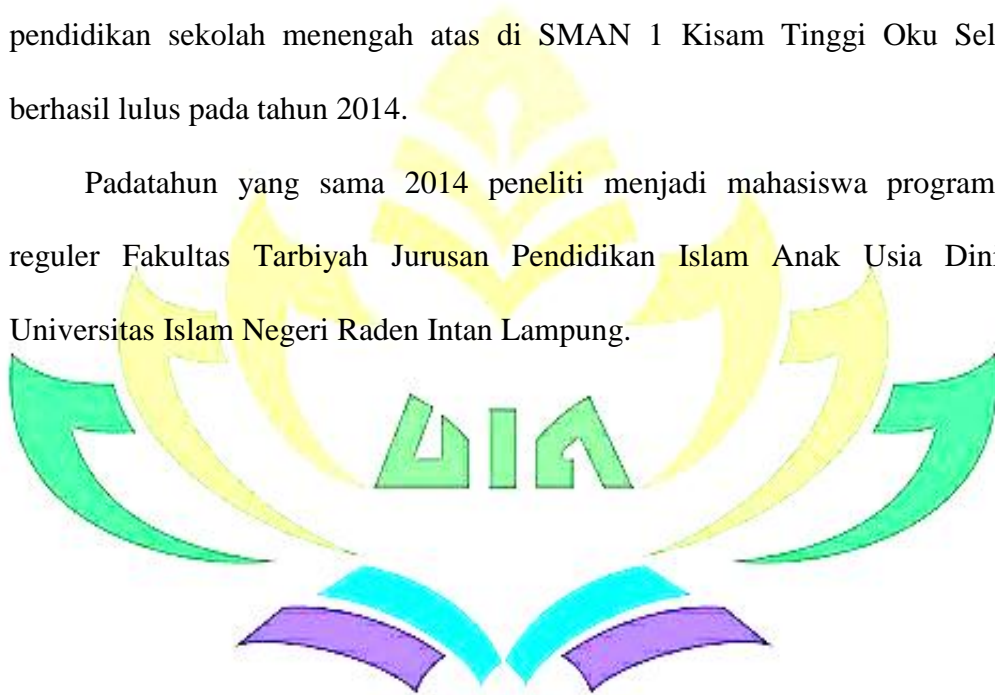 pendidikan sekolah menengah atas di SMAN 1 Kisam Tinggi Oku Sel
berhasil lulus pada tahun 2014.
Padatahun yang sama 2014 peneliti menjadi mahasiswa program
reguler Fakultas Tarbiyah Jurusan Pendidikan Islam Anak Usia Din
Universitas Islam Negeri Raden Intan Lampung.
UIN